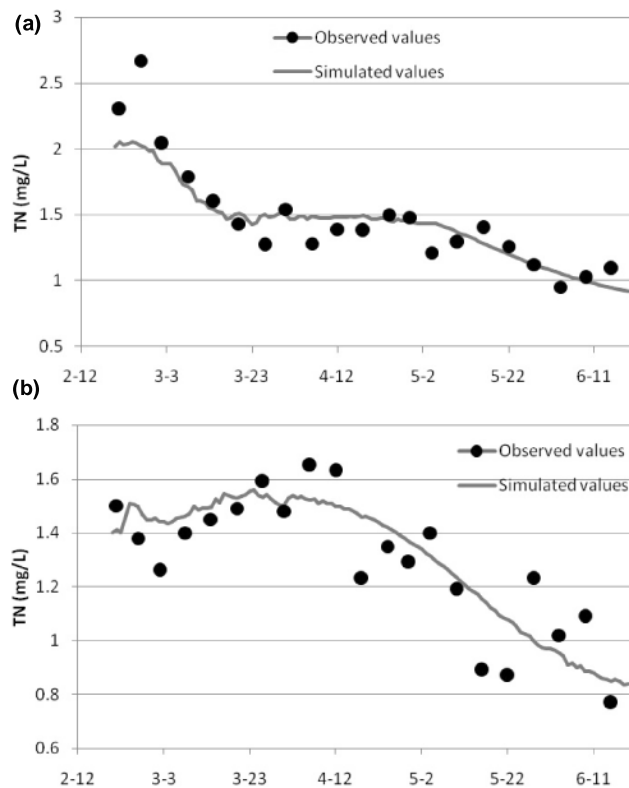 (a)
3
2.5
2
1.5
1
0.5
TN (mg/L)
Observed values
Simulated values
2-12 3-3 3-23 4-12 5-2 5-22 6-11
(b)
1.8
1.6
1.4
1.2
1
0.8
0.6
TN (mg/L)
Observed values
Simulated values
2-12 3-3 3-23 4-12 5-2 5-22 6-11